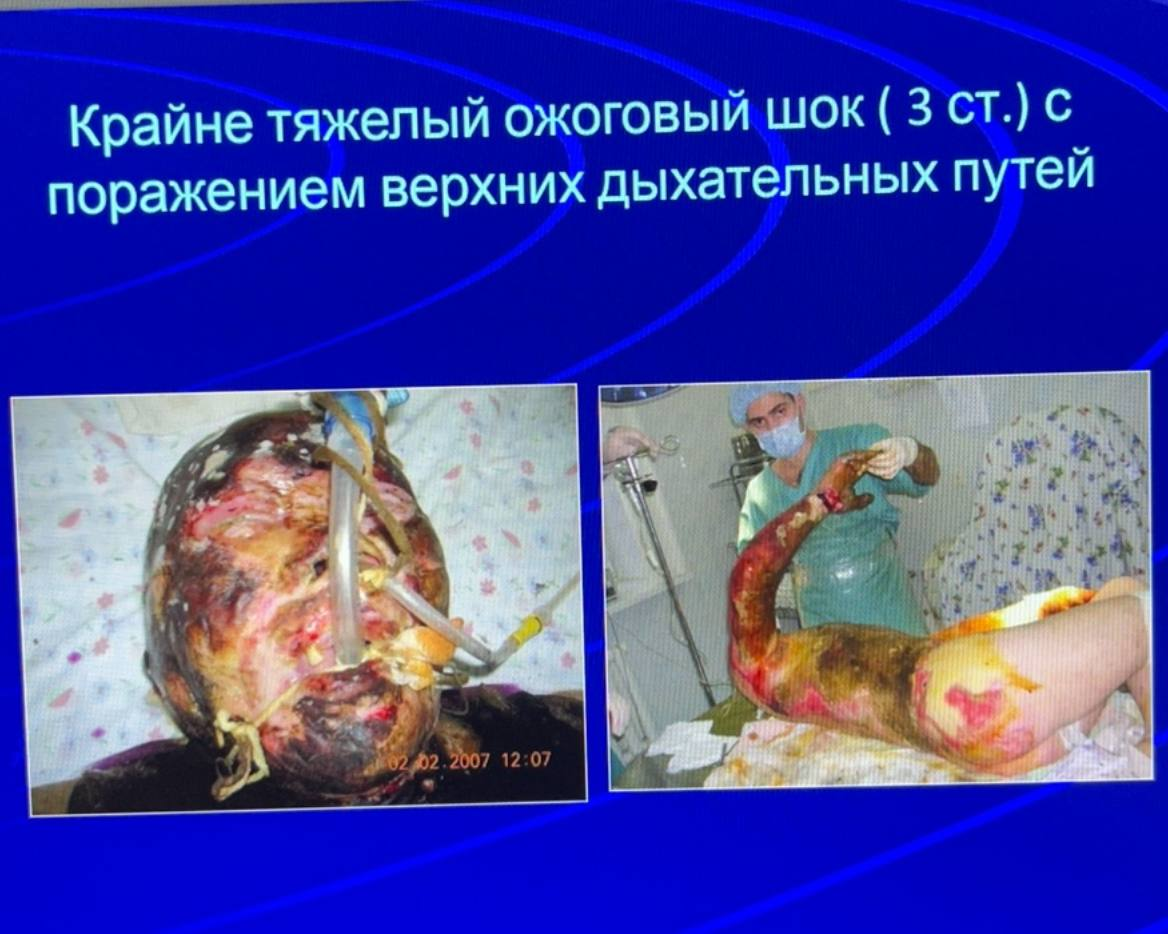 Крайне тяжелый ожоговый шок ( 3 ст.) с
поражением верхних дыхательных путей
02 02 2007 12:07